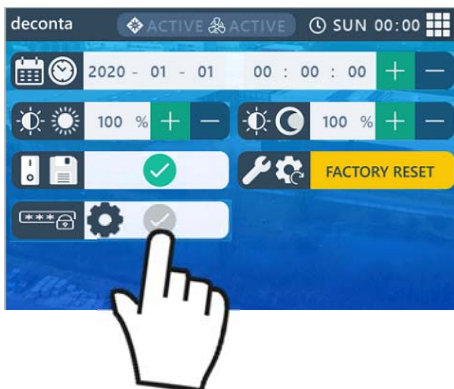 deconta ACTIVE ACTIVE SUN 00:00
2020 - 01 - 01 00 : 00 : 00 + −
100 % + − 100 % + −
FACTORY RESET
***